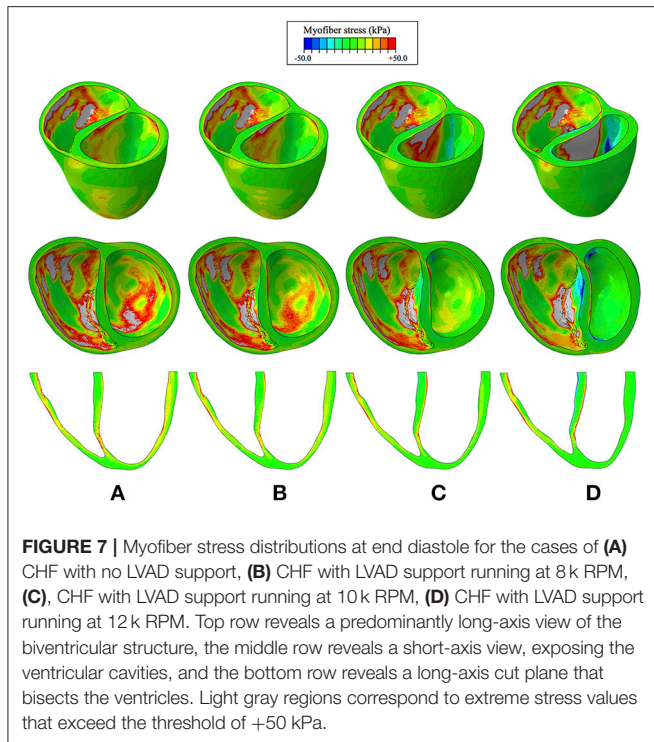 Myofiber stress (kPa)
-50.0 +50.0
A B C D
FIGURE 7 | Myofiber stress distributions at end diastole for the cases of (A)
CHF with no LVAD support, (B) CHF with LVAD support running at 8 k RPM,
(C), CHF with LVAD support running at 10 k RPM, (D) CHF with LVAD support
running at 12 k RPM. Top row reveals a predominantly long-axis view of the
biventricular structure, the middle row reveals a short-axis view, exposing the
ventricular cavities, and the bottom row reveals a long-axis cut plane that
bisects the ventricles. Light gray regions correspond to extreme stress values
that exceed the threshold of +50 kPa.